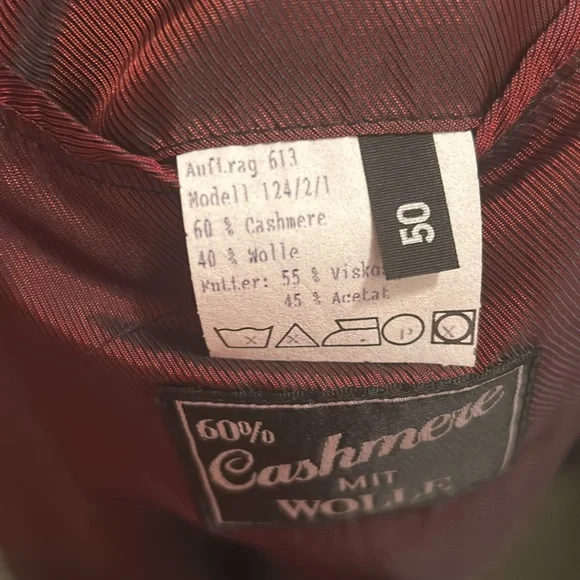 Auftrag 613
Modell 124/2/1
60 % Cashmere
40 % Wolle
Futter: 55 % Viskos
45 % Acetat
50
X X P X
60%
Cashmere
MIT
WOLLE